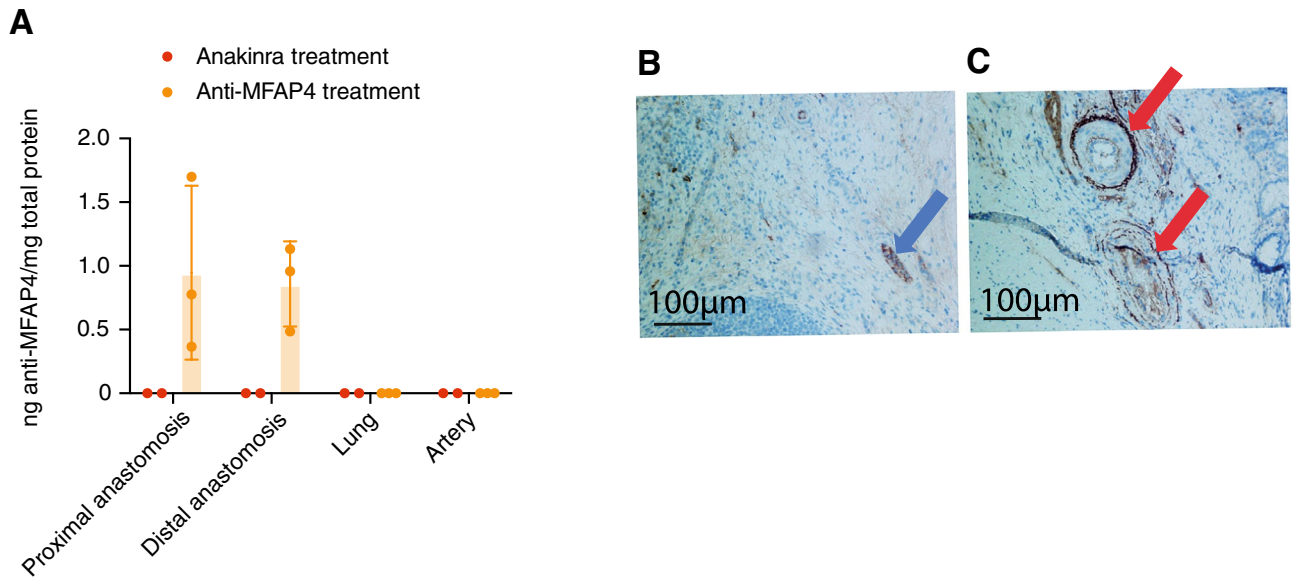 A
Anakinra treatment
Anti-MFAP4 treatment
ng anti-MFAP4/mg total protein
2.0
1.5
1.0
0.5
0
Proximal anastomosis
Distal anastomosis
Lung
Artery
B
100µm
C
100µm